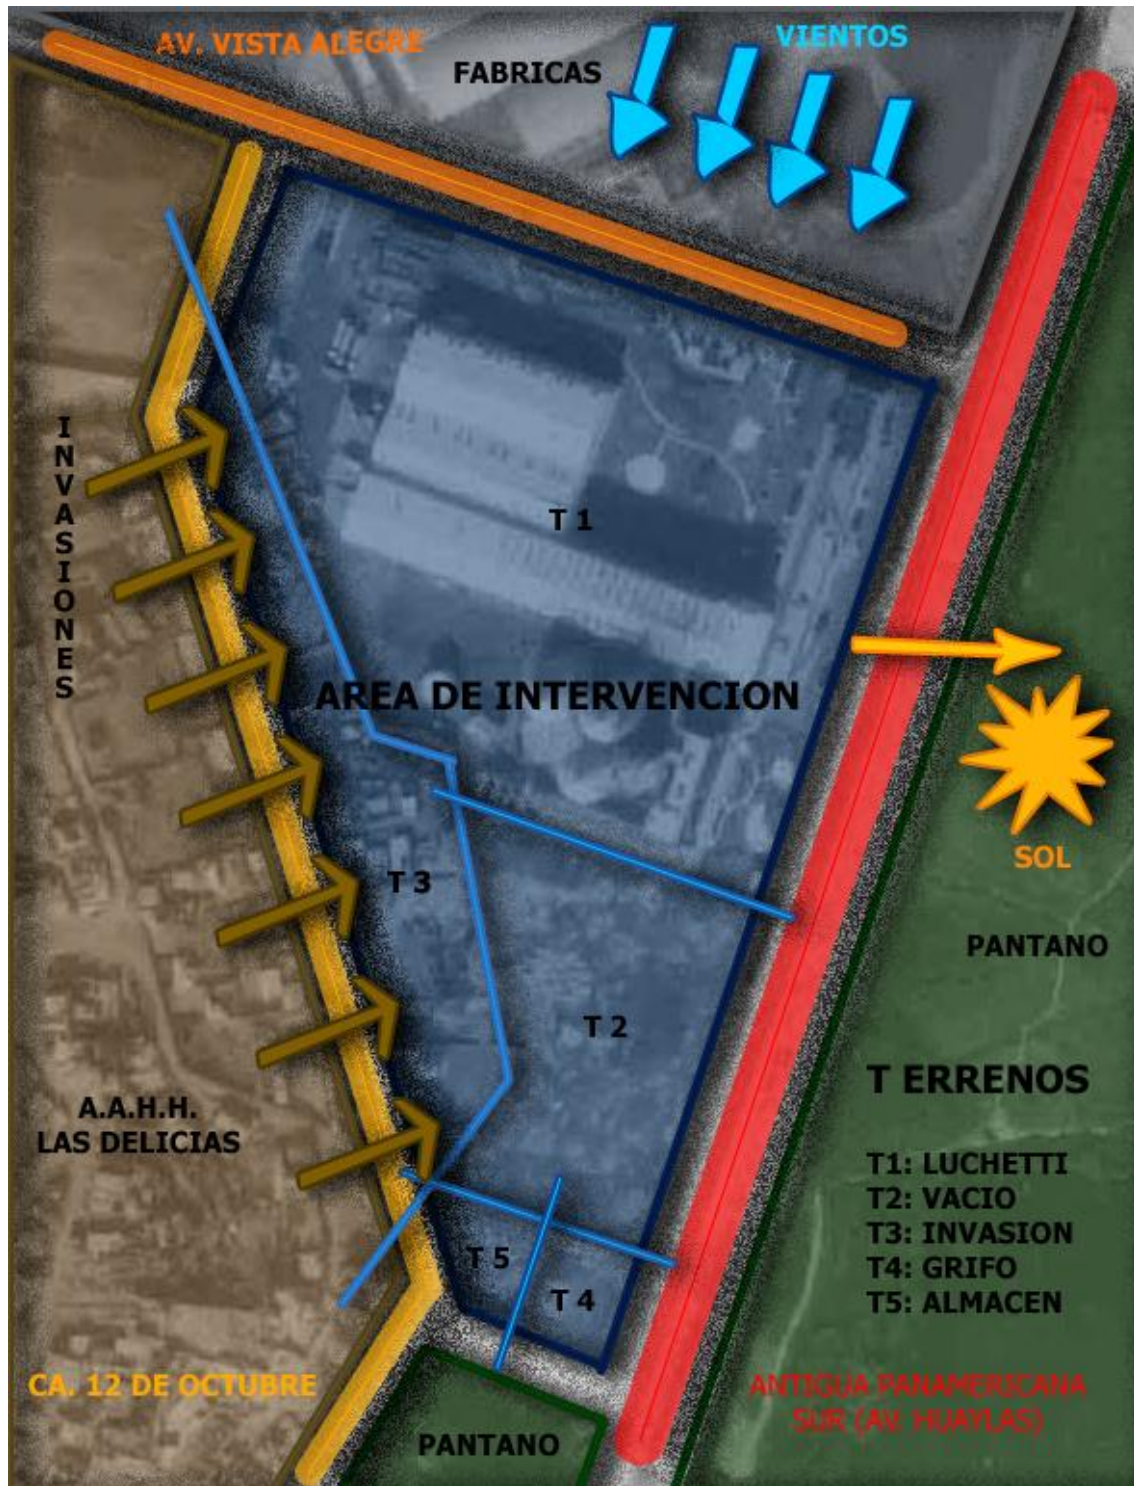 AV. VISTA ALEGRE
VIENTOS
FABRICAS
INVASIONES
T 1
AREA DE INTERVENCION
SOL
T 3
PANTANO
T 2
T ERRENOS
A.A.H.H.
LAS DELICIAS
T1: LUCHETTI
T2: VACIO
T3: INVASION
T4: GRIFO
T5: ALMACEN
T 5
T 4
CA. 12 DE OCTUBRE
ANTIGUA PANAMERICANA
SUR (AV. HUAYLAS)
PANTANO